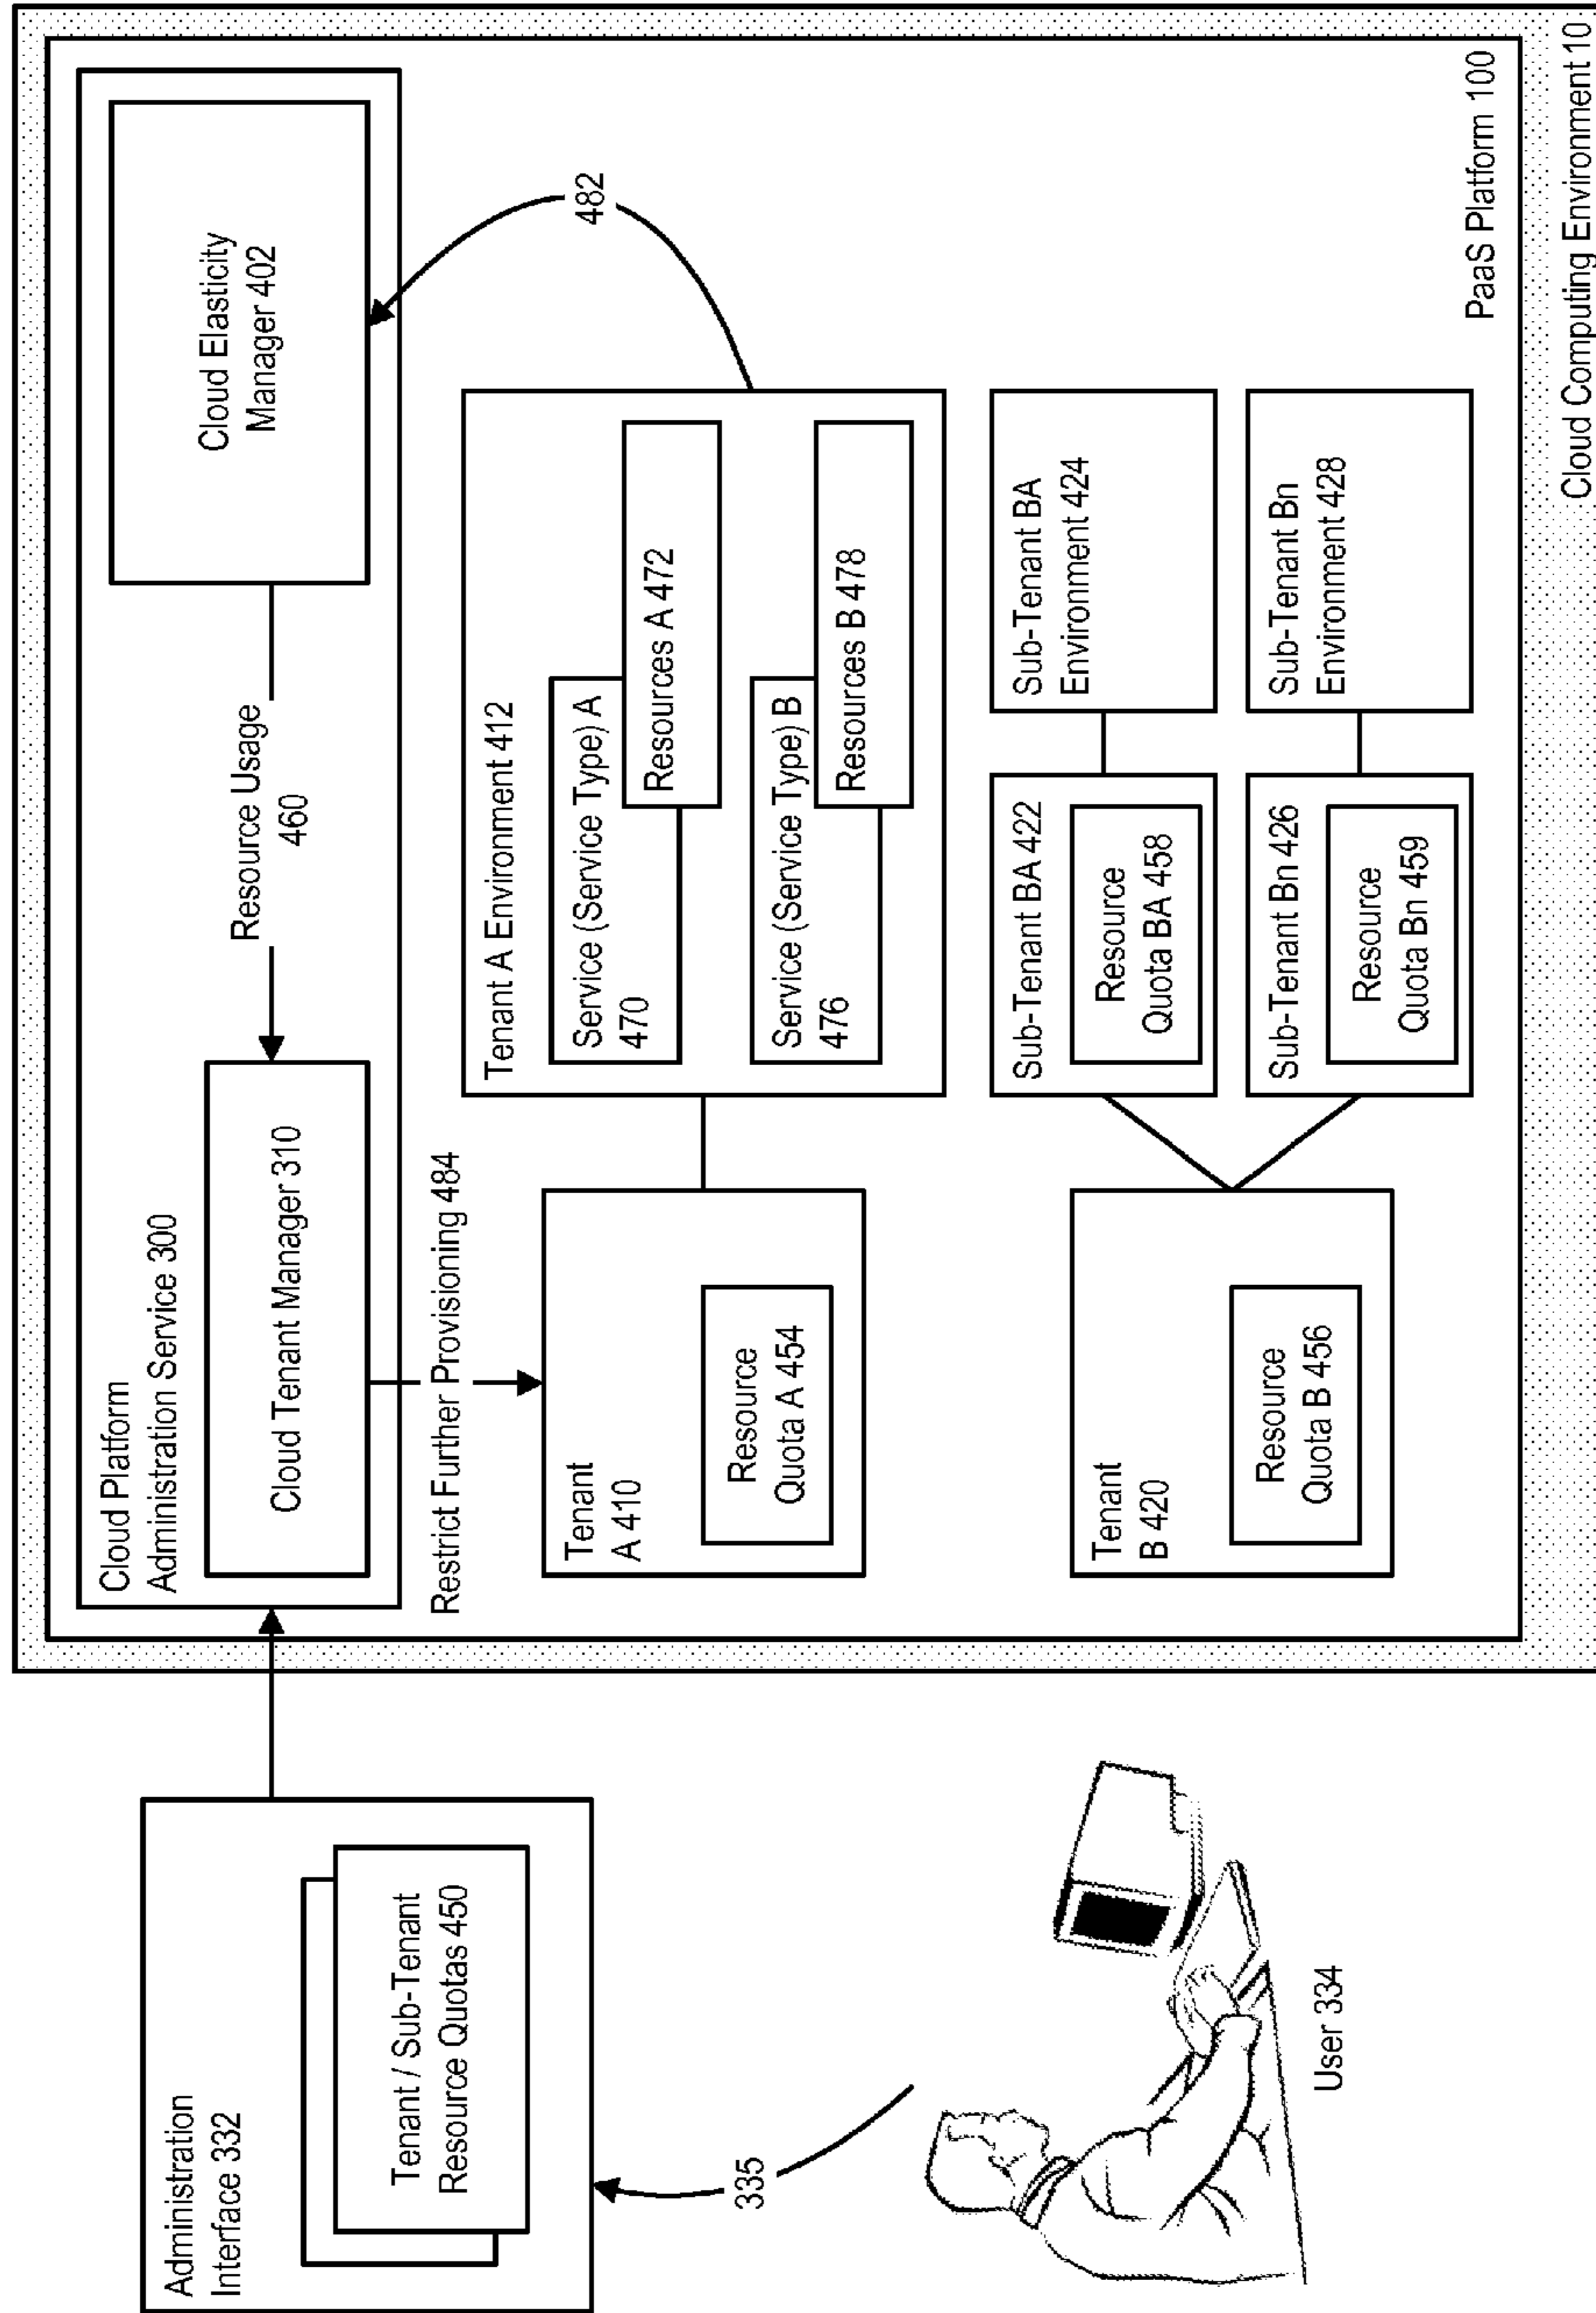 Administration
Interface 332
Tenant / Sub-Tenant
Resource Quotas 450
335
User 334
Cloud Platform
Administration Service 300
Cloud Tenant Manager 310
Resource Usage
460
Cloud Elasticity
Manager 402
Restrict Further Provisioning 484
482
Tenant
A 410
Resource
Quota A 454
Tenant A Environment 412
Service (Service Type) A
470
Resources A 472
Service (Service Type) B
476
Resources B 478
Tenant
B 420
Resource
Quota B 456
Sub-Tenant BA 422
Resource
Quota BA 458
Sub-Tenant BA
Environment 424
Sub-Tenant Bn 426
Resource
Quota Bn 459
Sub-Tenant Bn
Environment 428
PaaS Platform 100
Cloud Computing Environment 10